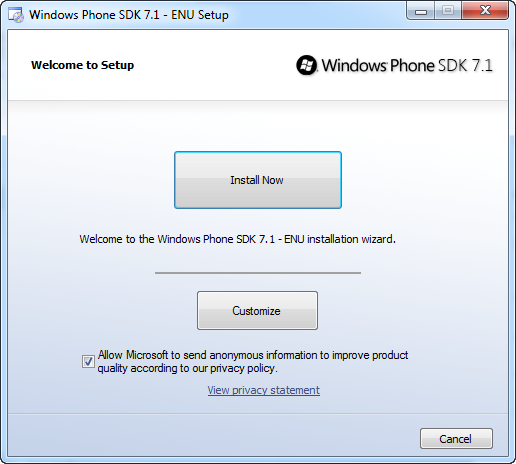 Windows Phone SDK 7.1 - ENU Setup
Welcome to Setup
Windows Phone SDK 7.1
Install Now
Welcome to the Windows Phone SDK 7.1 - ENU installation wizard.
Customize
Allow Microsoft to send anonymous information to improve product
quality according to our privacy policy.
View privacy statement
Cancel